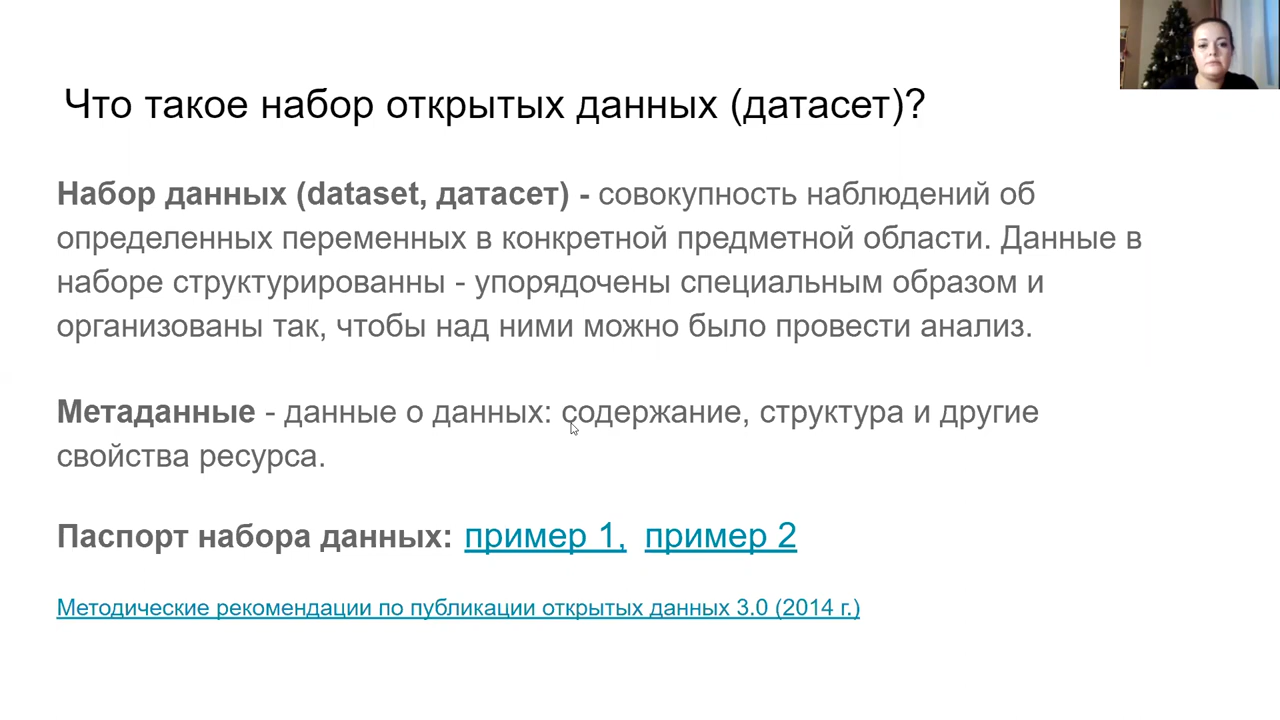 Что такое набор открытых данных (датасет)?
Набор данных (dataset, датасет) - совокупность наблюдений об
определенных переменных в конкретной предметной области. Данные в
наборе структурированны - упорядочены специальным образом и
организованы так, чтобы над ними можно было провести анализ.
Метаданные - данные о данных: содержание, структура и другие
свойства ресурса.
Паспорт набора данных: пример 1, пример 2
Методические рекомендации по публикации открытых данных 3.0 (2014 г.)